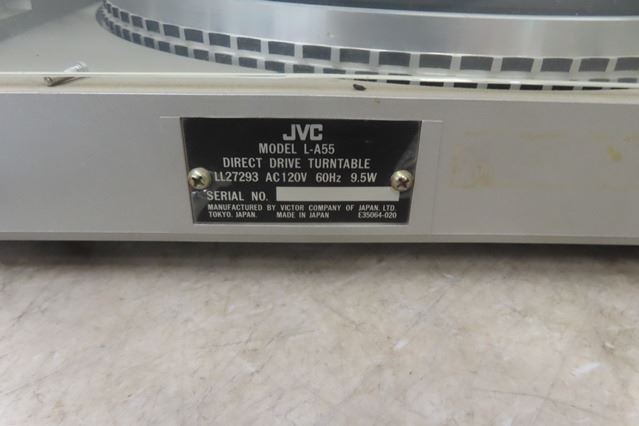 JVC
MODEL L-A55
DIRECT DRIVE TURNTABLE
LL27293 AC120V 60Hz 9.5W
SERIAL NO.
MANUFACTURED BY VICTOR COMPANY OF JAPAN, LTD.
TOKYO, JAPAN. MADE IN JAPAN E35064-020